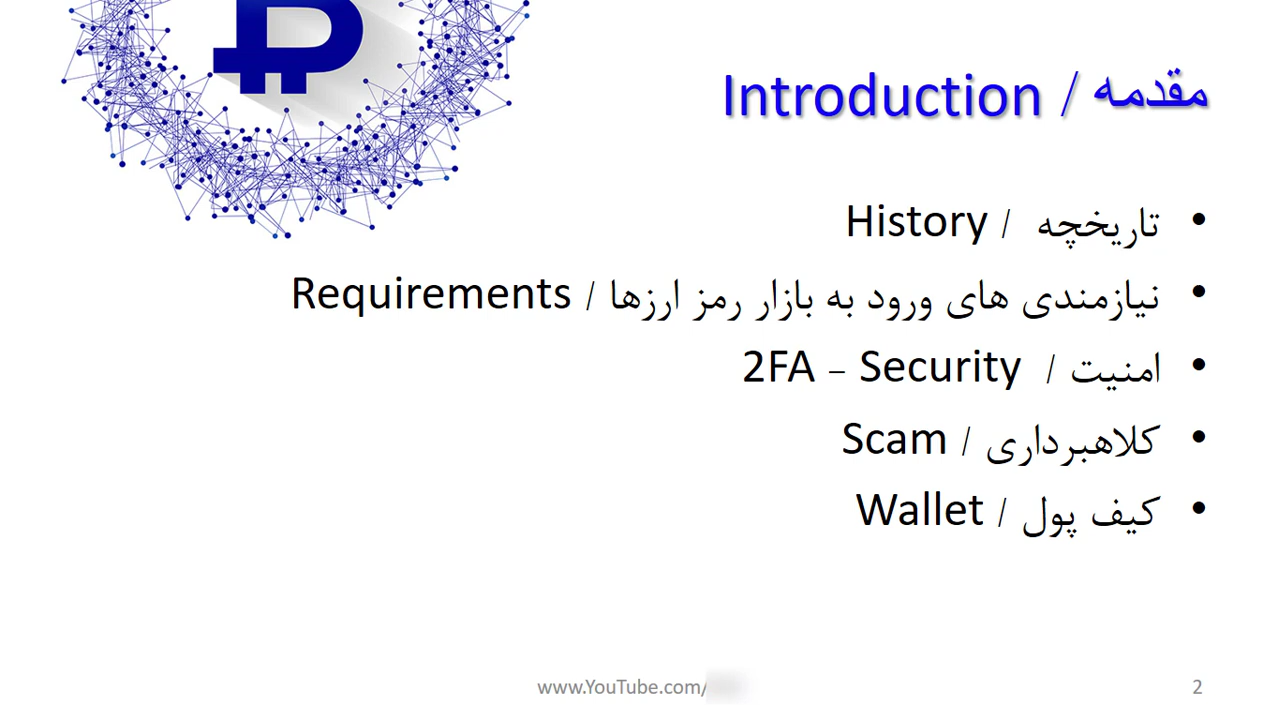 مقدمه / Introduction
• تاریخچه / History
• نیازمندی های ورود به بازار رمز ارزها / Requirements
• امنیت / 2FA – Security
• کلاهبرداری / Scam
• کیف پول / Wallet
www.YouTube.com/
2